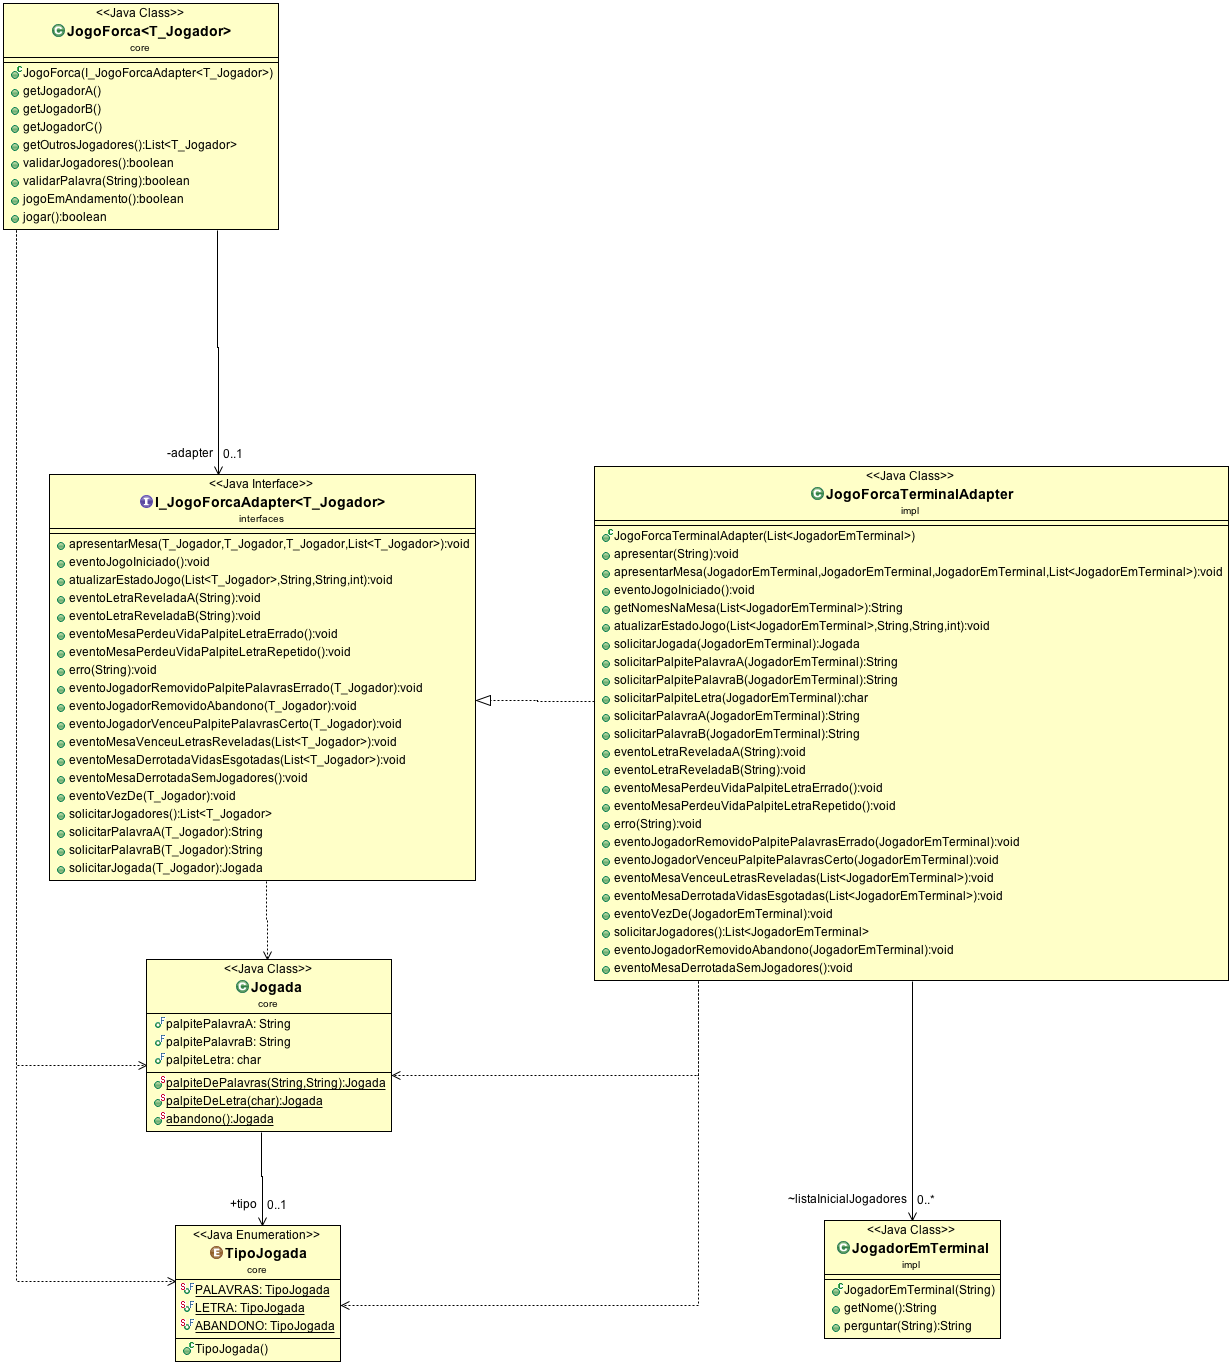 <<Java Class>>
JogoForca<T_Jogador>
core
JogoForca(I_JogoForcaAdapter<T_Jogador>)
getJogadorA()
getJogadorB()
getJogadorC()
getOutrosJogadores():List<T_Jogador>
validarJogadores():boolean
validarPalavra(String):boolean
jogoEmAndamento():boolean
jogar():boolean
-adapter 0..1
<<Java Interface>>
I_JogoForcaAdapter<T_Jogador>
interfaces
apresentarMesa(T_Jogador,T_Jogador,T_Jogador,List<T_Jogador>):void
eventoJogoIniciado():void
atualizarEstadoJogo(List<T_Jogador>,String,String,int):void
eventoLetraReveladaA(String):void
eventoLetraReveladaB(String):void
eventoMesaPerdeuVidaPalpiteLetraErrado():void
eventoMesaPerdeuVidaPalpiteLetraRepetido():void
erro(String):void
eventoJogadorRemovidoPalpitePalavrasErrado(T_Jogador):void
eventoJogadorRemovidoAbandono(T_Jogador):void
eventoJogadorVenceuPalpitePalavrasCerto(T_Jogador):void
eventoMesaVenceuLetrasReveladas(List<T_Jogador>):void
eventoMesaDerrotadaVidasEsgotadas(List<T_Jogador>):void
eventoMesaDerrotadaSemJogadores():void
eventoVezDe(T_Jogador):void
solicitarJogadores():List<T_Jogador>
solicitarPalavraA(T_Jogador):String
solicitarPalavraB(T_Jogador):String
solicitarJogada(T_Jogador):Jogada
<<Java Class>>
JogoForcaTerminalAdapter
impl
JogoForcaTerminalAdapter(List<JogadorEmTerminal>)
apresentar(String):void
apresentarMesa(JogadorEmTerminal,JogadorEmTerminal,JogadorEmTerminal,List<JogadorEmTerminal>):void
eventoJogoIniciado():void
getNomesNaMesa(List<JogadorEmTerminal>):String
atualizarEstadoJogo(List<JogadorEmTerminal>,String,String,int):void
solicitarJogada(JogadorEmTerminal):Jogada
solicitarPalpitePalavraA(JogadorEmTerminal):String
solicitarPalpitePalavraB(JogadorEmTerminal):String
solicitarPalpiteLetra(JogadorEmTerminal):char
solicitarPalavraA(JogadorEmTerminal):String
solicitarPalavraB(JogadorEmTerminal):String
eventoLetraReveladaA(String):void
eventoLetraReveladaB(String):void
eventoMesaPerdeuVidaPalpiteLetraErrado():void
eventoMesaPerdeuVidaPalpiteLetraRepetido():void
erro(String):void
eventoJogadorRemovidoPalpitePalavrasErrado(JogadorEmTerminal):void
eventoJogadorVenceuPalpitePalavrasCerto(JogadorEmTerminal):void
eventoMesaVenceuLetrasReveladas(List<JogadorEmTerminal>):void
eventoMesaDerrotadaVidasEsgotadas(List<JogadorEmTerminal>):void
eventoVezDe(JogadorEmTerminal):void
solicitarJogadores():List<JogadorEmTerminal>
eventoJogadorRemovidoAbandono(JogadorEmTerminal):void
eventoMesaDerrotadaSemJogadores():void
<<Java Class>>
Jogada
core
palpitePalavraA: String
palpitePalavraB: String
palpiteLetra: char
palpiteDePalavras(String,String):Jogada
palpiteDeLetra(char):Jogada
abandono():Jogada
+tipo 0..1
~listaInicialJogadores 0..*
<<Java Enumeration>>
TipoJogada
core
PALAVRAS: TipoJogada
LETRA: TipoJogada
ABANDONO: TipoJogada
TipoJogada()
<<Java Class>>
JogadorEmTerminal
impl
JogadorEmTerminal(String)
getNome():String
perguntar(String):String